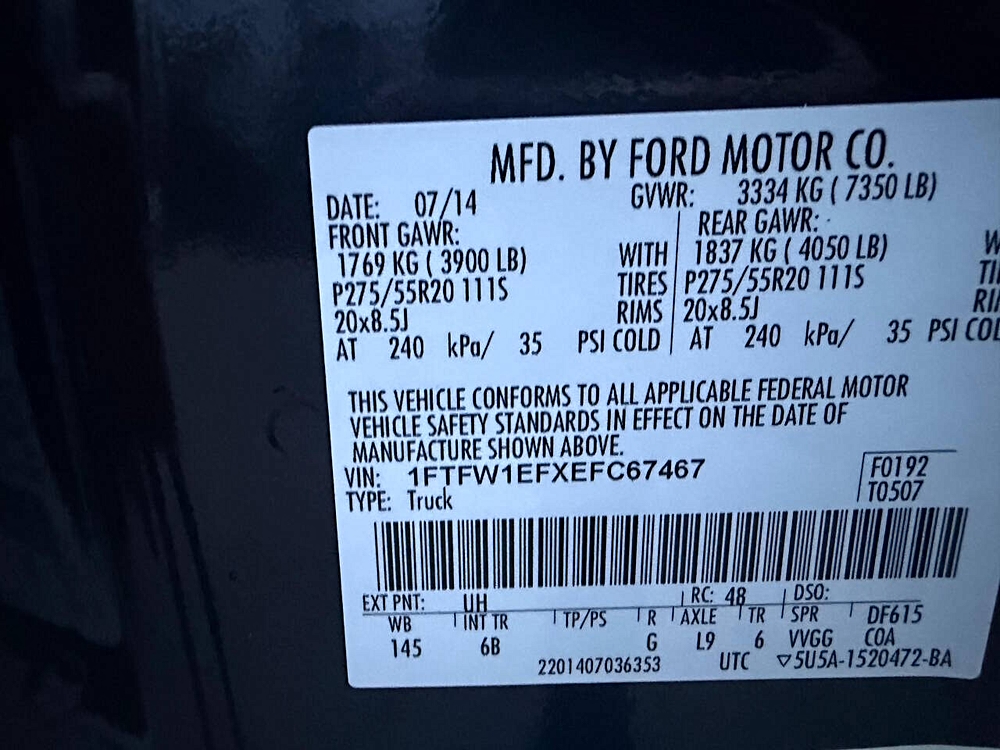 MFD. BY FORD MOTOR CO.
DATE: 07/14 GVWR: 3334 KG ( 7350 LB)
FRONT GAWR: REAR GAWR:
1769 KG ( 3900 LB) WITH 1837 KG ( 4050 LB) W
P275/55R20 111S TIRES P275/55R20 111S TI
20x8.5J RIMS 20x8.5J RI
AT 240 kPa/ 35 PSI COLD AT 240 kPa/ 35 PSI COL
THIS VEHICLE CONFORMS TO ALL APPLICABLE FEDERAL MOTOR
VEHICLE SAFETY STANDARDS IN EFFECT ON THE DATE OF
MANUFACTURE SHOWN ABOVE.
VIN: 1FTFW1EFXEFC67467 F0192
TYPE: Truck T0507
EXT PNT: UH RC: 48 DSO:
WB INT TR TP/PS R AXLE TR SPR DF615
145 6B G L9 6 VVGG COA
2201407036353 UTC ▽5U5A-1520472-BA